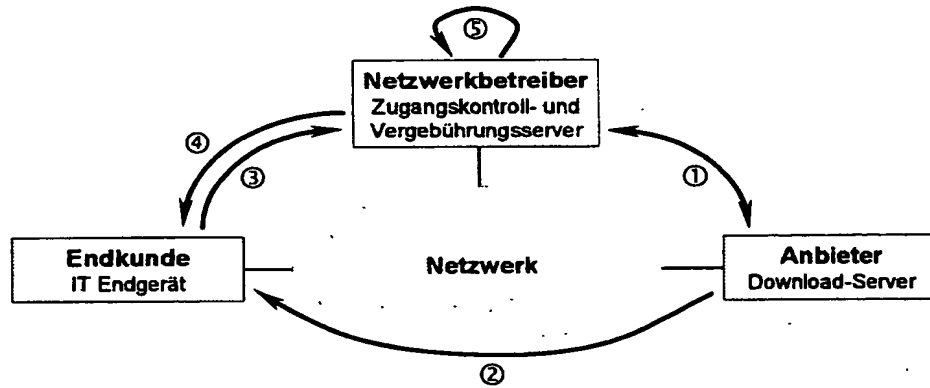 ⑤
Netzwerkbetreiber
Zugangskontroll- und
Vergebührungsserver
④
③
①
Endkunde
IT Endgerät
Netzwerk
Anbieter
Download-Server
②